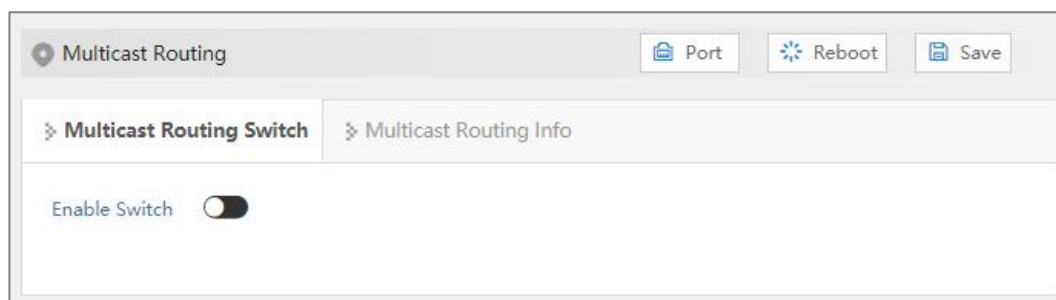 Multicast Routing Port Reboot Save
Multicast Routing Switch Multicast Routing Info
Enable Switch